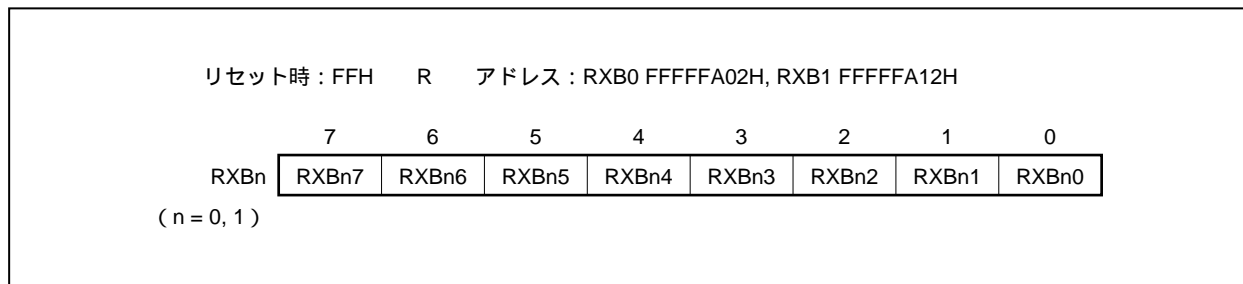 リセット時：FFH　R　アドレス：RXB0 FFFFFA02H, RXB1 FFFFFA12H
7 6 5 4 3 2 1 0
RXBn RXBn7 RXBn6 RXBn5 RXBn4 RXBn3 RXBn2 RXBn1 RXBn0
（n = 0, 1）